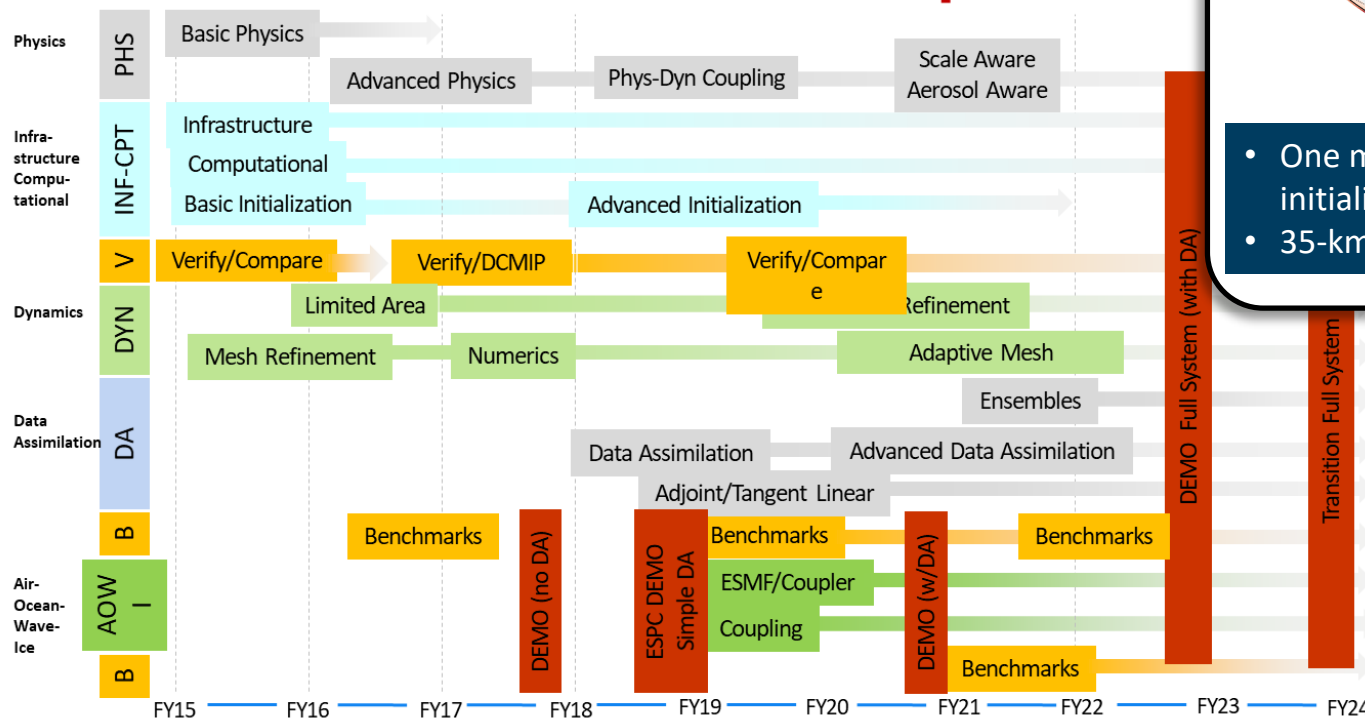 Physics
PHS
Basic Physics
Advanced Physics
Phys-Dyn Coupling
Scale Aware
Aerosol Aware
Infra-
structure
Compu-
tational
INF-CPT
Infrastructure
Computational
Basic Initialization
Advanced Initialization
• One m
initiali
• 35-km
V
Verify/Compare
Verify/DCMIP
Verify/Compar
e
Dynamics
DYN
Limited Area
Refinement
Mesh Refinement
Numerics
Adaptive Mesh
Data
Assimilation
DA
Ensembles
Data Assimilation
Advanced Data Assimilation
Adjoint/Tangent Linear
B
Benchmarks
Benchmarks
Benchmarks
Air-
Ocean-
Wave-
Ice
AOW
I
ESMF/Coupler
Coupling
B
Benchmarks
DEMO (no DA)
ESPC DEMO
Simple DA
DEMO (w/DA)
DEMO Full System (with DA)
Transition Full System
FY15 FY16 FY17 FY18 FY19 FY20 FY21 FY22 FY23 FY24